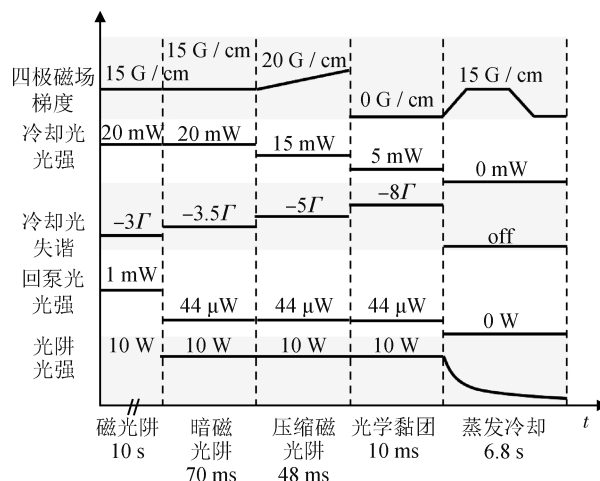 四极磁场
梯度
15 G / cm
15 G / cm
20 G / cm
0 G / cm
15 G / cm
冷却光
光强
20 mW
20 mW
15 mW
5 mW
0 mW
冷却光
失谐
−3Γ
−3.5Γ
−5Γ
−8Γ
off
回泵光
光强
1 mW
44 μW
44 μW
44 μW
0 W
光阱
光强
10 W
10 W
10 W
10 W
t
磁光阱
10 s
暗磁
光阱
70 ms
压缩磁
光阱
48 ms
光学黏团
10 ms
蒸发冷却
6.8 s